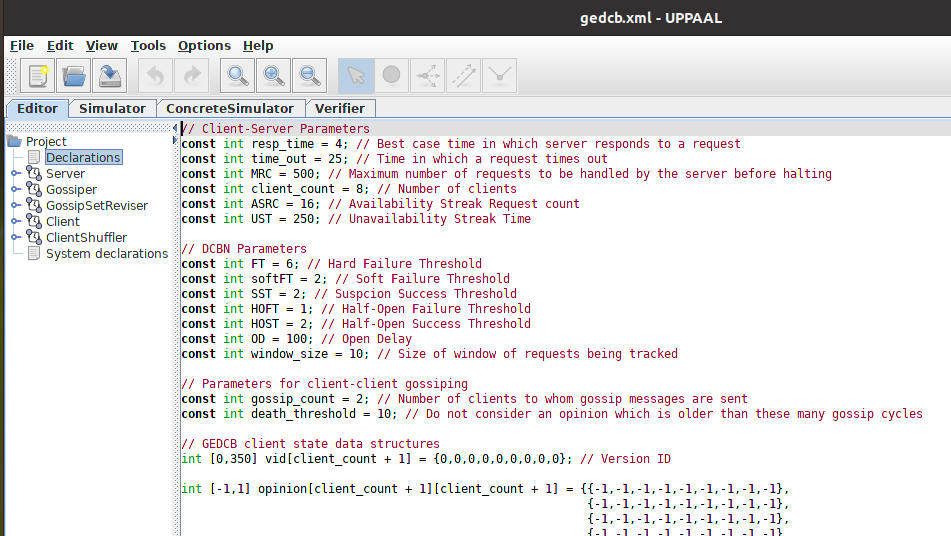 gedcb.xml - UPPAAL
File Edit View Tools Options Help
Editor Simulator ConcreteSimulator Verifier
Project
Declarations
Server
Gossiper
GossipSetReviser
Client
ClientShuffler
System declarations
// Client-Server Parameters
const int resp_time = 4; // Best case time in which server responds to a request
const int time_out = 25; // Time in which a request times out
const int MRC = 500; // Maximum number of requests to be handled by the server before halting
const int client_count = 8; // Number of clients
const int ASRC = 16; // Availability Streak Request count
const int UST = 250; // Unavailability Streak Time
// DCBN Parameters
const int FT = 6; // Hard Failure Threshold
const int softFT = 2; // Soft Failure Threshold
const int SST = 2; // Suspcion Success Threshold
const int HOFT = 1; // Half-Open Failure Threshold
const int HOST = 2; // Half-Open Success Threshold
const int OD = 100; // Open Delay
const int window_size = 10; // Size of window of requests being tracked
// Parameters for client-client gossiping
const int gossip_count = 2; // Number of clients to whom gossip messages are sent
const int death_threshold = 10; // Do not consider an opinion which is older than these many gossip cycles
// GEDCB client state data structures
int [0,350] vid[client_count + 1] = {0,0,0,0,0,0,0,0,0}; // Version ID
int [-1,1] opinion[client_count + 1][client_count + 1] = {{-1,-1,-1,-1,-1,-1,-1,-1,-1},
{-1,-1,-1,-1,-1,-1,-1,-1,-1},
{-1,-1,-1,-1,-1,-1,-1,-1,-1},
{-1,-1,-1,-1,-1,-1,-1,-1,-1}